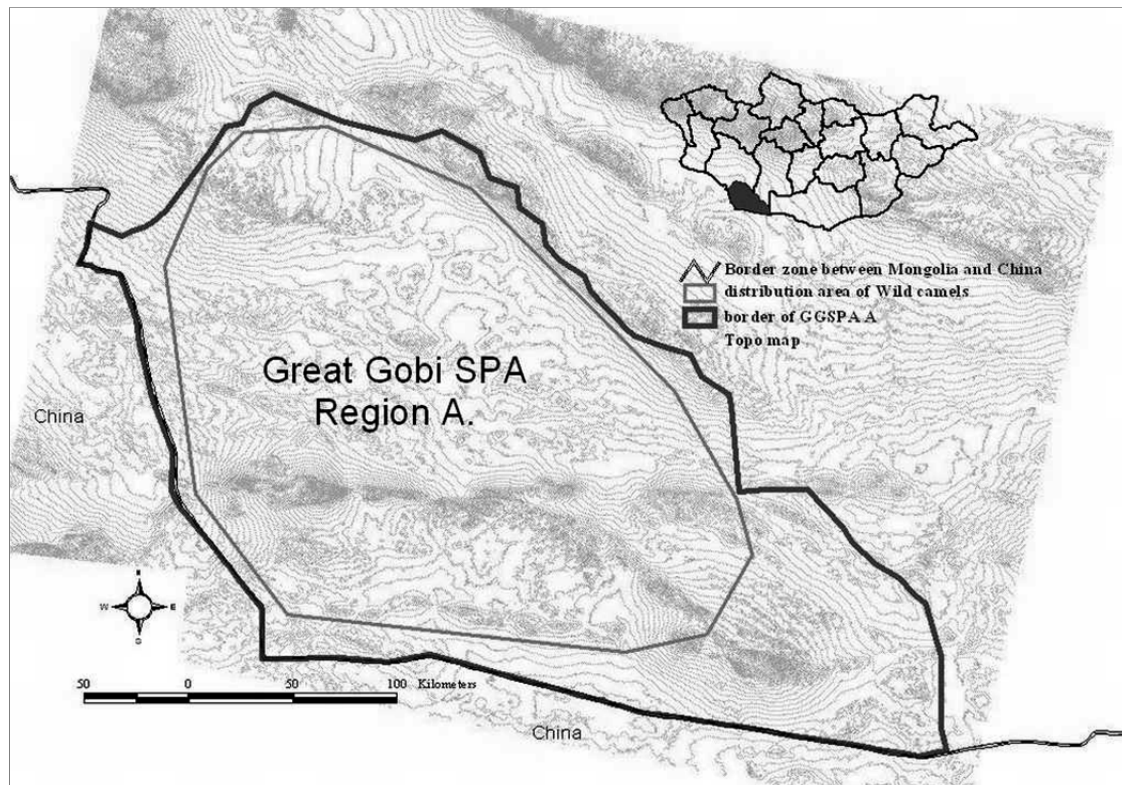 Border zone between Mongolia and China
distribution area of Wild camels
border of GGSPA A
Topo map
Great Gobi SPA
Region A.
China
W E
50 0 50 100 Kilometers
China